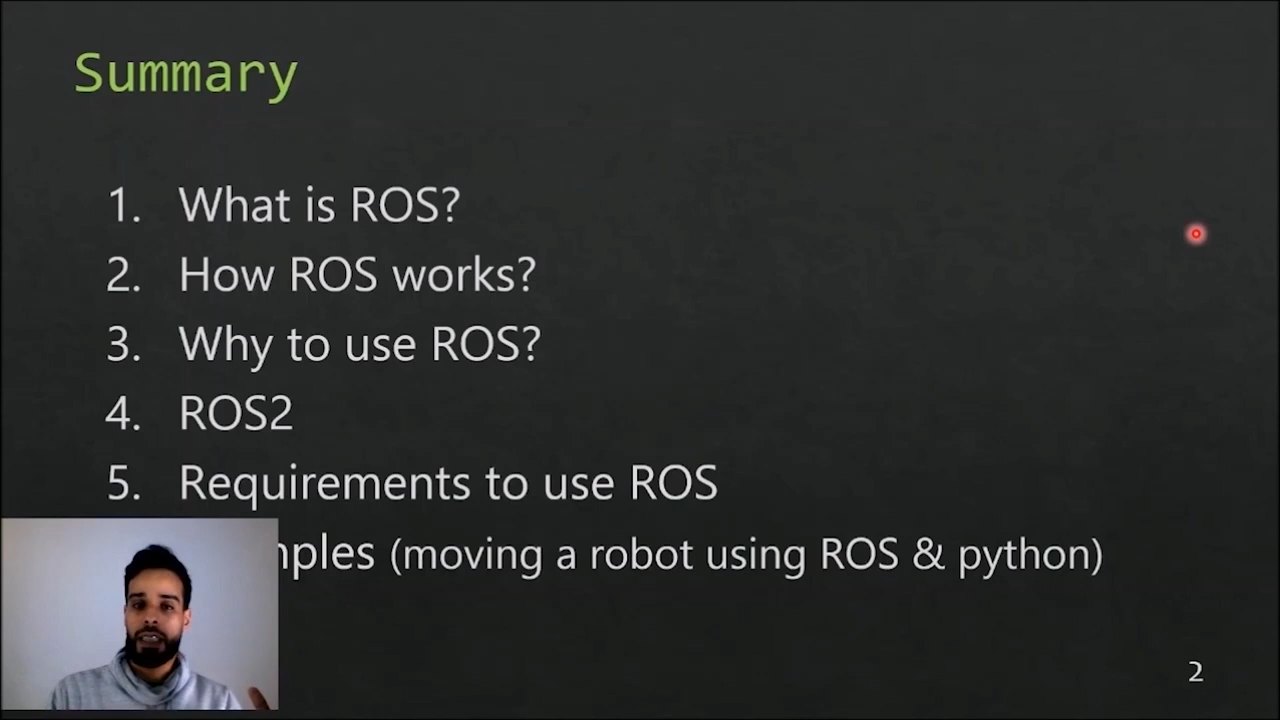 Summary
1. What is ROS?
2. How ROS works?
3. Why to use ROS?
4. ROS2
5. Requirements to use ROS
(moving a robot using ROS & python)
2